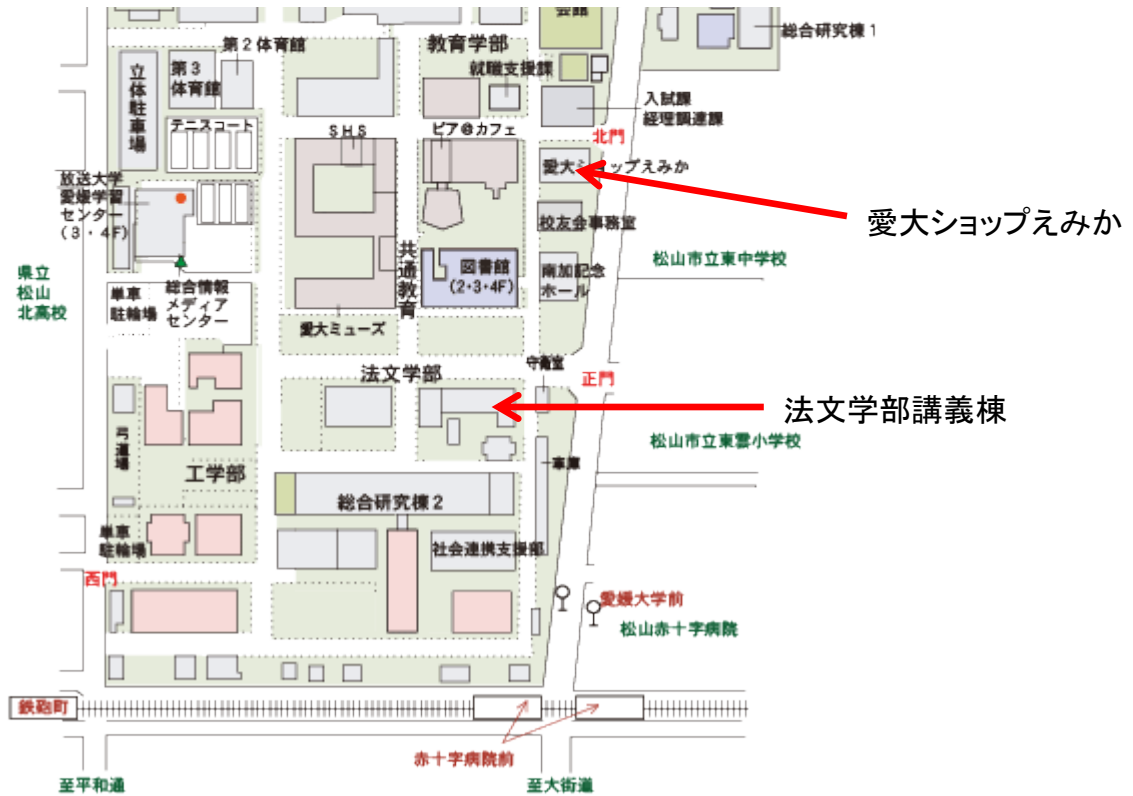 会館
総合研究棟1
第2体育館
教育学部
就職支援課
立体駐車場
第3
体育館
入試課
経理調達課
テニスコート
SHS
ピア@カフェ
北門
愛大ショップえみか
放送大学
愛媛学習
センター
(3・4F)
愛大ショップえみか
校友会事務室
共通教育
図書館
(2・3・4F)
南加記念
ホール
松山市立東中学校
県立
松山
北高校
単車
駐輪場
総合情報
メディア
センター
愛大ミューズ
守衛室
法文学部
正門
法文学部講義棟
弓道場
松山市立東雲小学校
車庫
工学部
総合研究棟2
単車
駐輪場
社会連携支援部
西門
愛媛大学前
松山赤十字病院
鉄砲町
赤十字病院前
至平和通
至大街道